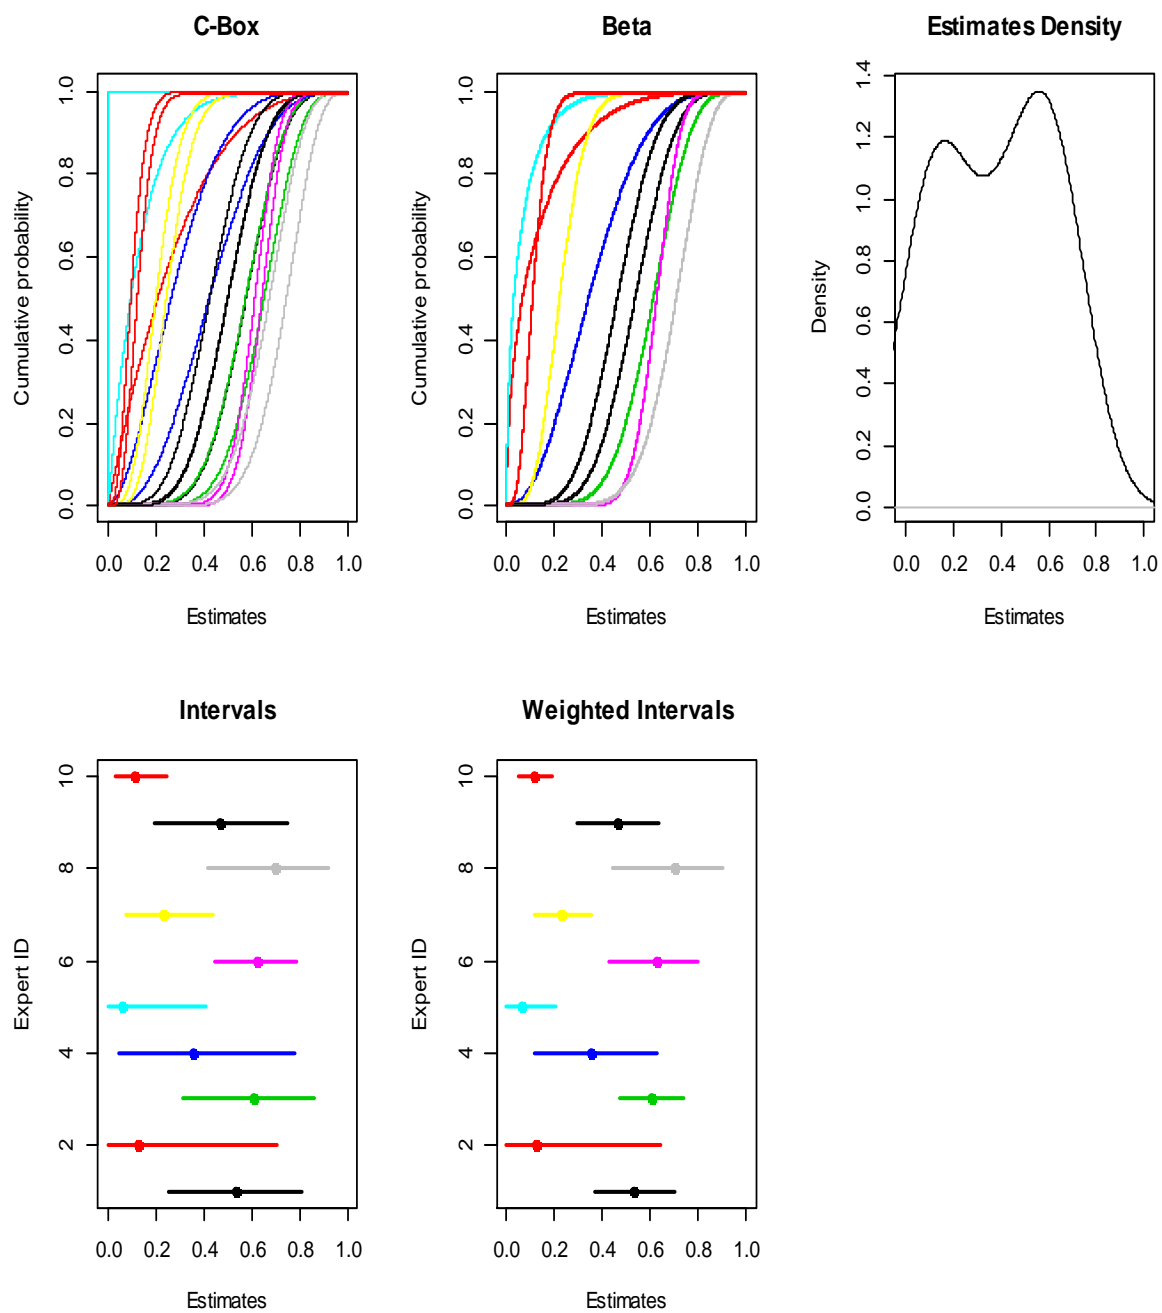 C-Box
Beta
Estimates Density
Cumulative probability
0.0 0.2 0.4 0.6 0.8 1.0
0.0 0.2 0.4 0.6 0.8 1.0
Estimates
Cumulative probability
0.0 0.2 0.4 0.6 0.8 1.0
0.0 0.2 0.4 0.6 0.8 1.0
Estimates
Density
0.0 0.2 0.4 0.6 0.8 1.0 1.2 1.4
0.0 0.2 0.4 0.6 0.8 1.0
Estimates
Intervals
Weighted Intervals
Expert ID
2 4 6 8 10
0.0 0.2 0.4 0.6 0.8 1.0
Estimates
Expert ID
2 4 6 8 10
0.0 0.2 0.4 0.6 0.8 1.0
Estimates